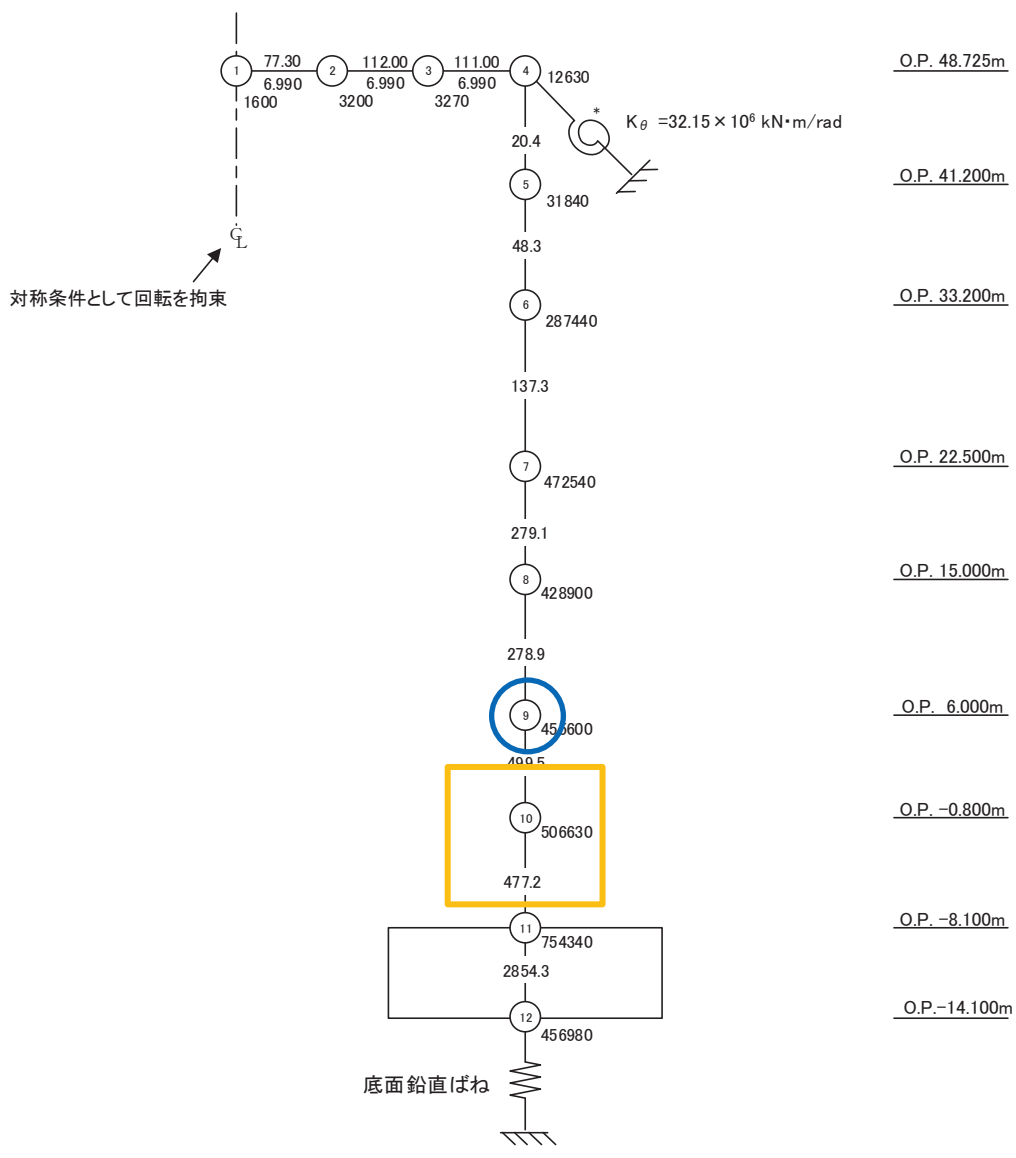 77.30 112.00 111.00 O.P. 48.725m
1 2 3 4 12630
6.990 6.990 6.990
1600 3200 3270
* Kθ =32.15×10⁶ kN・m/rad
20.4
O.P. 41.200m
5
31840
C
L
48.3
対称条件として回転を拘束
O.P. 33.200m
6
287440
137.3
O.P. 22.500m
7
472540
279.1
O.P. 15.000m
8
428900
278.9
O.P. 6.000m
9
455600
499.5
O.P. -0.800m
10
506630
477.2
O.P. -8.100m
11
754340
2854.3
O.P.-14.100m
12
456980
底面鉛直ばね